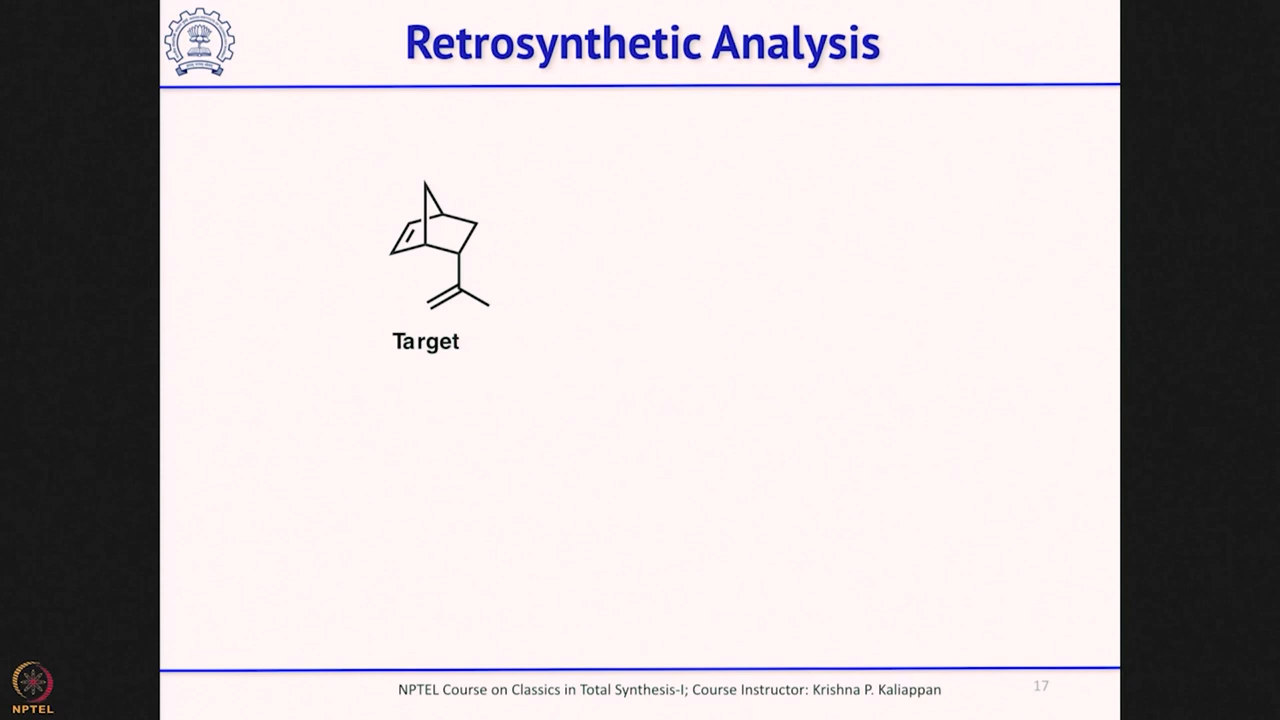 Retrosynthetic Analysis
Target
NPTEL Course on Classics in Total Synthesis-I; Course Instructor: Krishna P. Kaliappan
17
NPTEL